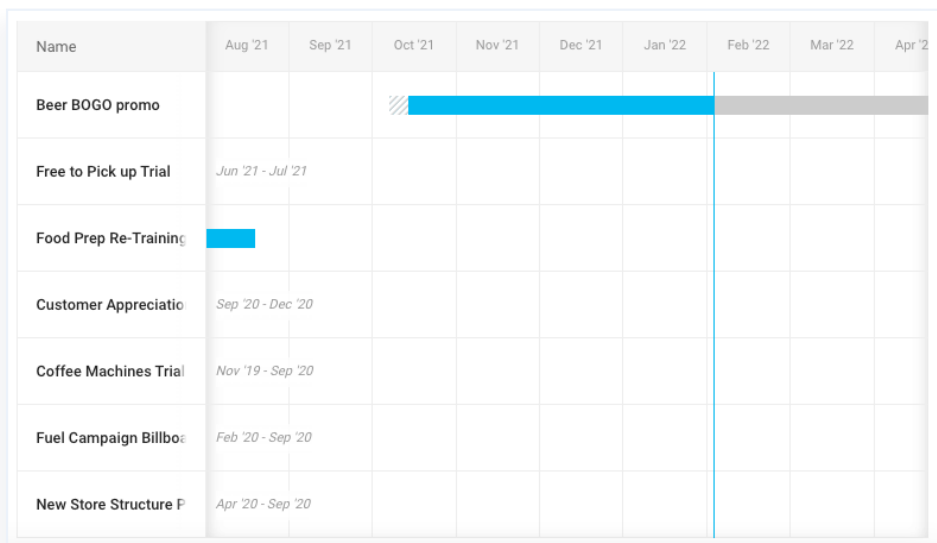 Name Aug '21 Sep '21 Oct '21 Nov '21 Dec '21 Jan '22 Feb '22 Mar '22 Apr '2
Beer BOGO promo
Free to Pick up Trial Jun '21 - Jul '21
Food Prep Re-Training
Customer Appreciatio Sep '20 - Dec '20
Coffee Machines Trial Nov '19 - Sep '20
Fuel Campaign Billboa Feb '20 - Sep '20
New Store Structure P Apr '20 - Sep '20